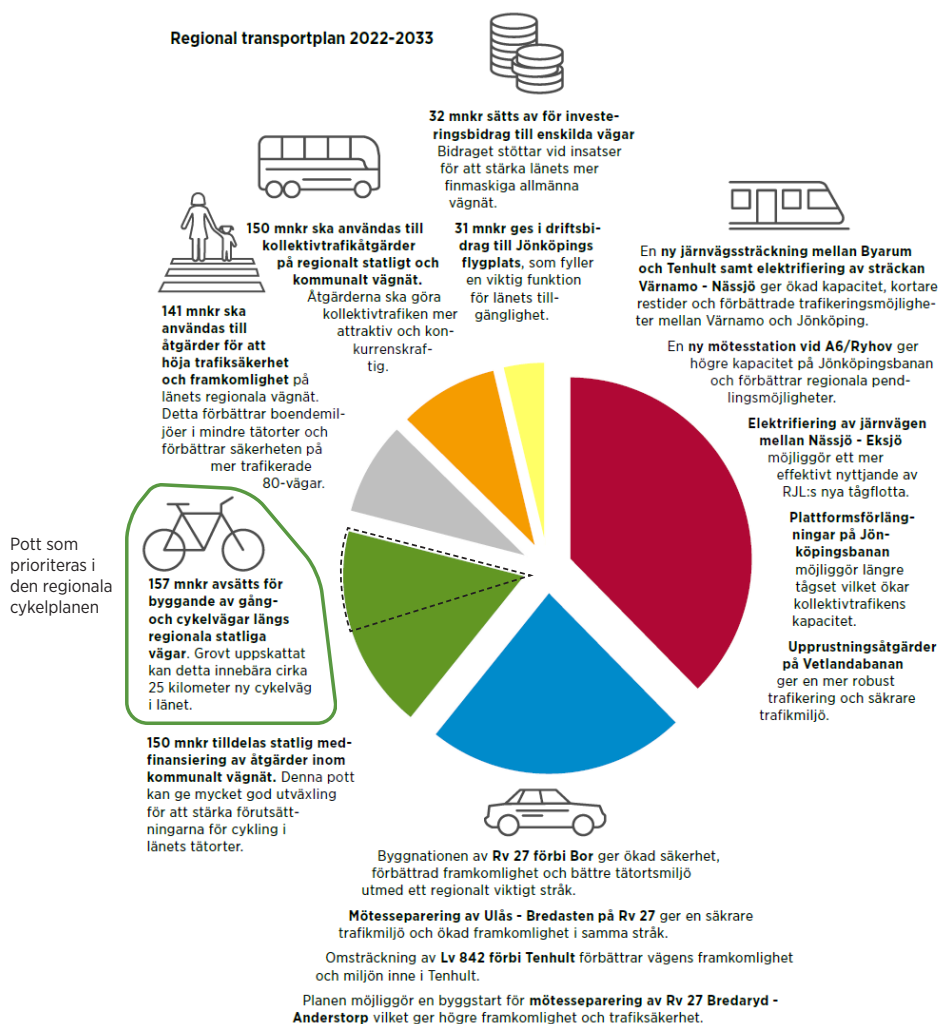 Regional transportplan 2022-2033
32 mnkr sätts av för investe-
ringsbidrag till enskilda vägar
Bidraget stöttar vid insatser
för att stärka länets mer
finmaskiga allmänna
vägnät.
150 mnkr ska användas till
kollektivtrafikåtgärder
på regionalt statligt och
kommunalt vägnät.
Åtgärderna ska göra
kollektivtrafiken mer
attraktiv och kon-
kurrenskraf-
tig.
31 mnkr ges i driftsbi-
drag till Jönköpings
flygplats, som fyller
en viktig funktion
för länets till-
gänglighet.
En ny järnvägssträckning mellan Byarum
och Tenhult samt elektrifiering av sträckan
Värnamo - Nässjö ger ökad kapacitet, kortare
restider och förbättrade trafikeringsmöjlighe-
ter mellan Värnamo och Jönköping.
En ny mötesstation vid A6/Ryhov ger
högre kapacitet på Jönköpingsbanan
och förbättrar regionala pend-
lingsmöjligheter.
Elektrifiering av järnvägen
mellan Nässjö - Eksjö
möjliggör ett mer
effektivt nyttjande av
RJL:s nya tågflotta.
Plattformsförläng-
ningar på Jön-
köpingsbanan
möjliggör längre
tågset vilket ökar
kollektivtrafikens
kapacitet.
Upprustningsåtgärder
på Vetlandabanan
ger en mer robust
trafikering och säkrare
trafikmiljö.
141 mnkr ska
användas till
åtgärder för att
höja trafiksäkerhet
och framkomlighet på
länets regionala vägnät.
Detta förbättrar boendemil-
jöer i mindre tätorter och
förbättrar säkerheten på
mer trafikerade
80-vägar.
Pott som
prioriteras i
den regionala
cykelplanen
157 mnkr avsätts för
byggande av gång-
och cykelvägar längs
regionala statliga
vägar. Grovt uppskattat
kan detta innebära cirka
25 kilometer ny cykelväg
i länet.
150 mnkr tilldelas statlig med-
finansiering av åtgärder inom
kommunalt vägnät. Denna pott
kan ge mycket god utväxling
för att stärka förutsätt-
ningarna för cykling i
länets tätorter.
Byggnationen av Rv 27 förbi Bor ger ökad säkerhet,
förbättrad framkomlighet och bättre tätortsmiljö
utmed ett regionalt viktigt stråk.
Mötesseparering av Ulås - Bredasten på Rv 27 ger en säkrare
trafikmiljö och ökad framkomlighet i samma stråk.
Omsträckning av Lv 842 förbi Tenhult förbättrar vägens framkomlighet
och miljön inne i Tenhult.
Planen möjliggör en byggstart för mötesseparering av Rv 27 Bredaryd -
Anderstorp vilket ger högre framkomlighet och trafiksäkerhet.